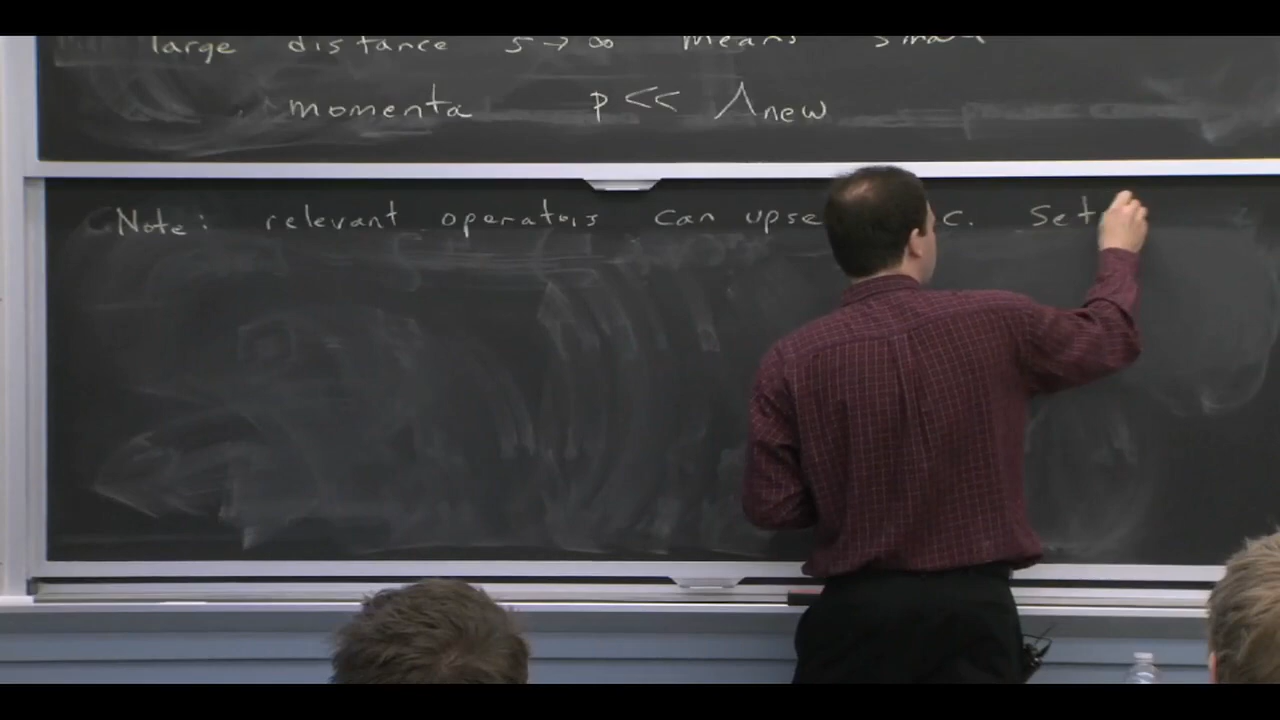 large distance s → ∞ means small
momenta p << Λnew
Note: relevant operators can upse c. Set